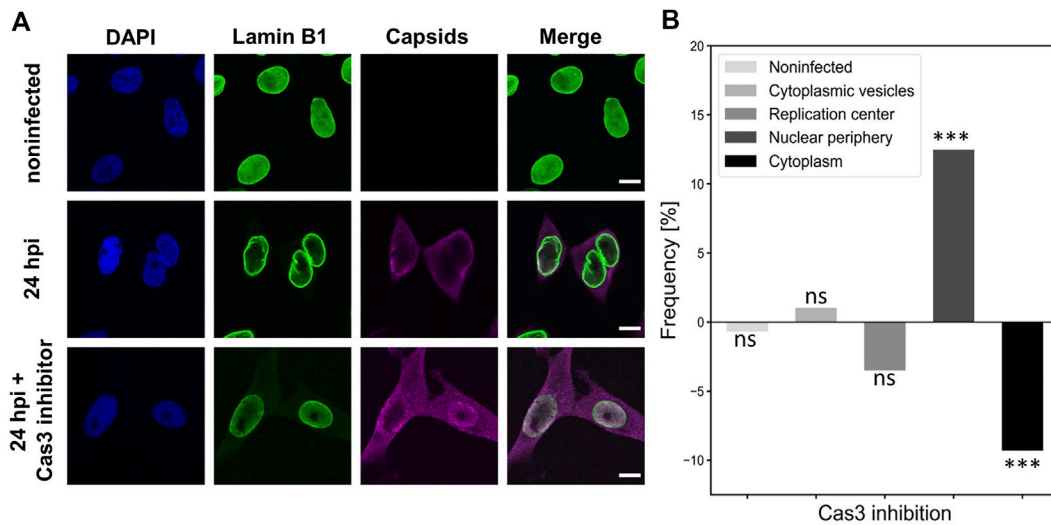 A
DAPI Lamin B1 Capsids Merge
noninfected
24 hpi
24 hpi +
Cas3 inhibitor
B
20
15
10
5
0
−5
−10
Frequency [%]
Noninfected
Cytoplasmic vesicles
Replication center
Nuclear periphery
Cytoplasm
ns
ns
ns
***
***
Cas3 inhibition